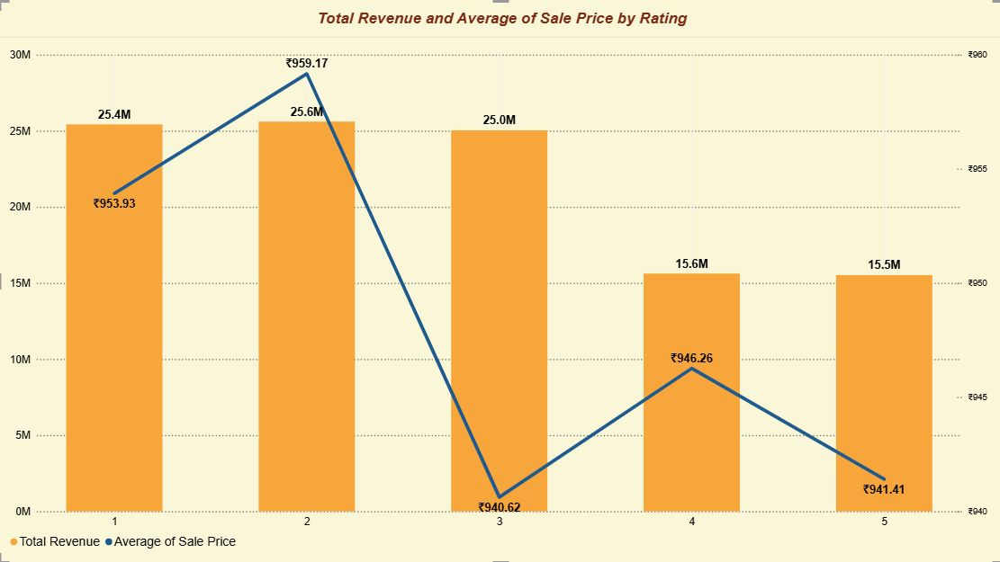 Total Revenue and Average of Sale Price by Rating
30M
₹960
₹959.17
25.4M
25.6M
25.0M
25M
₹955
₹953.93
20M
15.6M
15.5M
15M
₹950
10M
₹946.26
₹945
5M
₹941.41
₹940.62
0M
₹940
1 2 3 4 5
Total Revenue Average of Sale Price